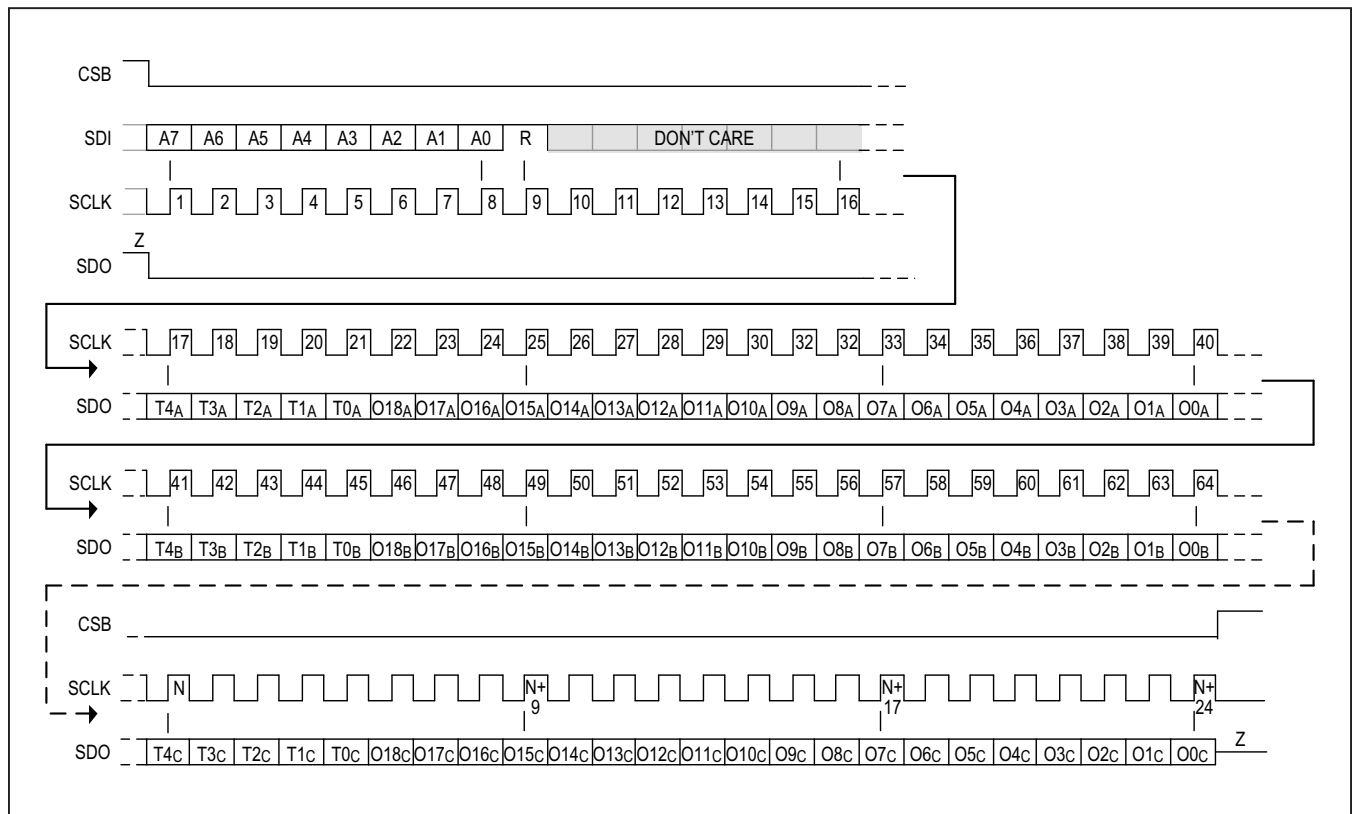 CSB
SDI A7 A6 A5 A4 A3 A2 A1 A0 R DON'T CARE
SCLK 1 2 3 4 5 6 7 8 9 10 11 12 13 14 15 16
Z
SDO
SCLK 17 18 19 20 21 22 23 24 25 26 27 28 29 30 32 32 33 34 35 36 37 38 39 40
SDO T4A T3A T2A T1A T0A O18A O17A O16A O15A O14A O13A O12A O11A O10A O9A O8A O7A O6A O5A O4A O3A O2A O1A O0A
SCLK 41 42 43 44 45 46 47 48 49 50 51 52 53 54 55 56 57 58 59 60 61 62 63 64
SDO T4B T3B T2B T1B T0B O18B O17B O16B O15B O14B O13B O12B O11B O10B O9B O8B O7B O6B O5B O4B O3B O2B O1B O0B
CSB
SCLK N N+9 N+17 N+24
SDO T4C T3C T2C T1C T0C O18C O17C O16C O15C O14C O13C O12C O11C O10C O9C O8C O7C O6C O5C O4C O3C O2C O1C O0C Z